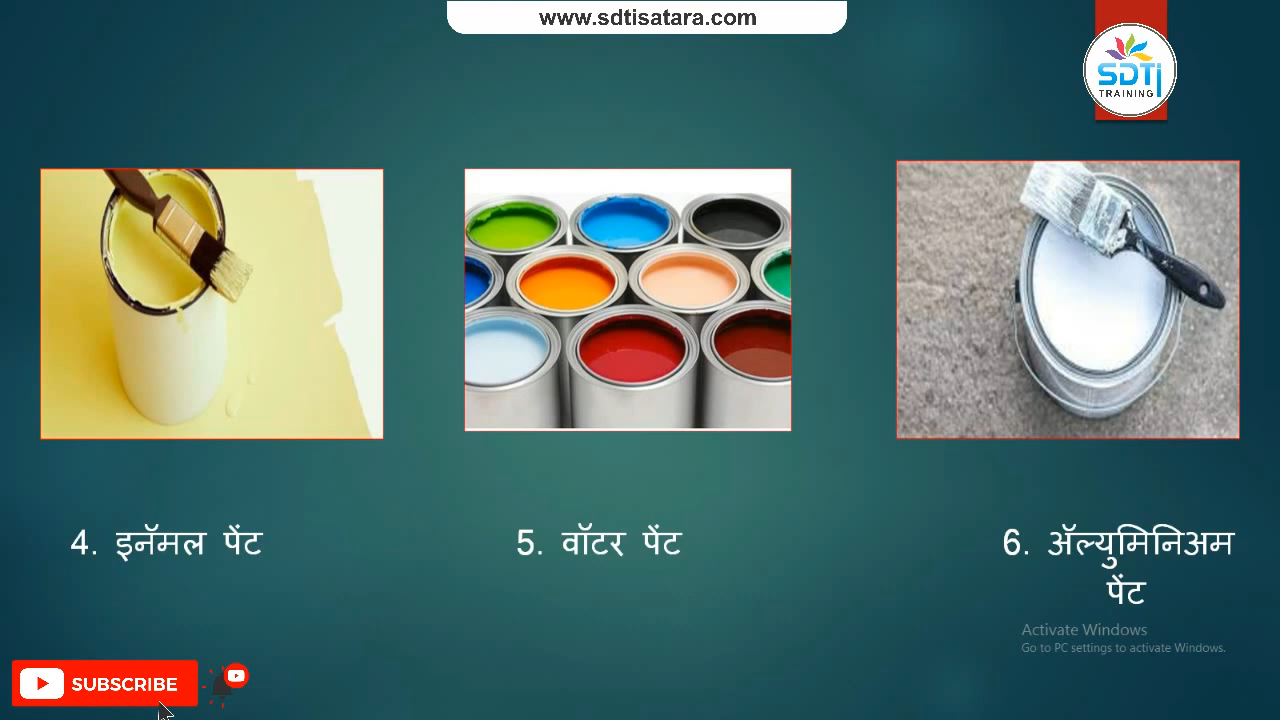 www.sdtisatara.com
SDTI
TRAINING
4. इनॅमल पेंट
5. वॉटर पेंट
6. ॲल्युमिनिअम
पेंट
Activate Windows
Go to PC settings to activate Windows.
SUBSCRIBE